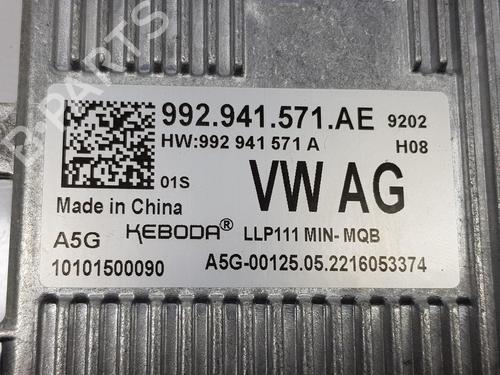 B-PARTS
992.941.571.AE 9202
HW:992 941 571 A H08
01S
VW AG
Made in China
A5G KEBODA® LLP111 MIN- MQB
10101500090 A5G-00125.05.2216053374